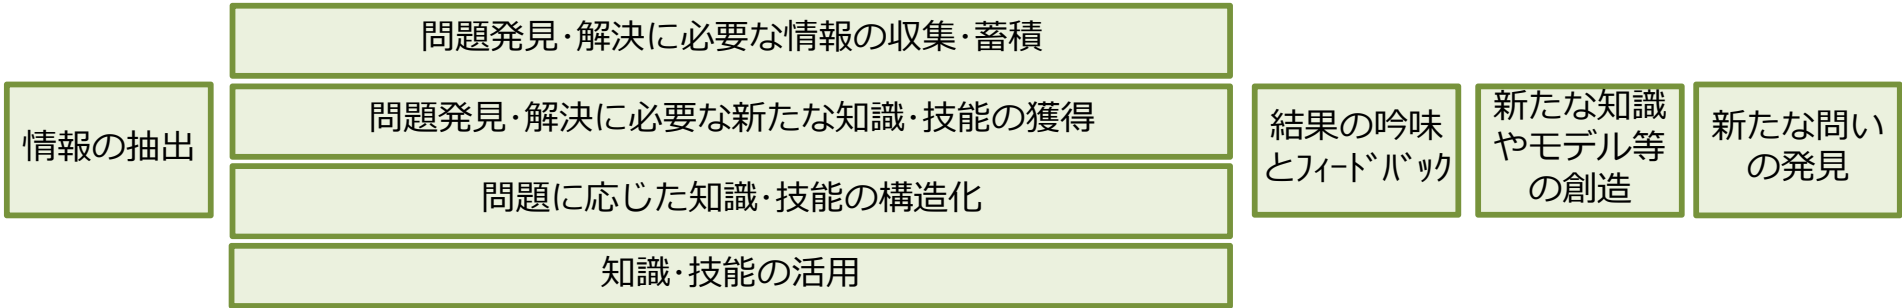 情報の抽出
問題発見･解決に必要な情報の収集･蓄積
問題発見･解決に必要な新たな知識･技能の獲得
問題に応じた知識･技能の構造化
知識･技能の活用
結果の吟味
とﾌｨｰﾄﾞﾊﾞｯｸ
新たな知識
やモデル等
の創造
新たな問い
の発見